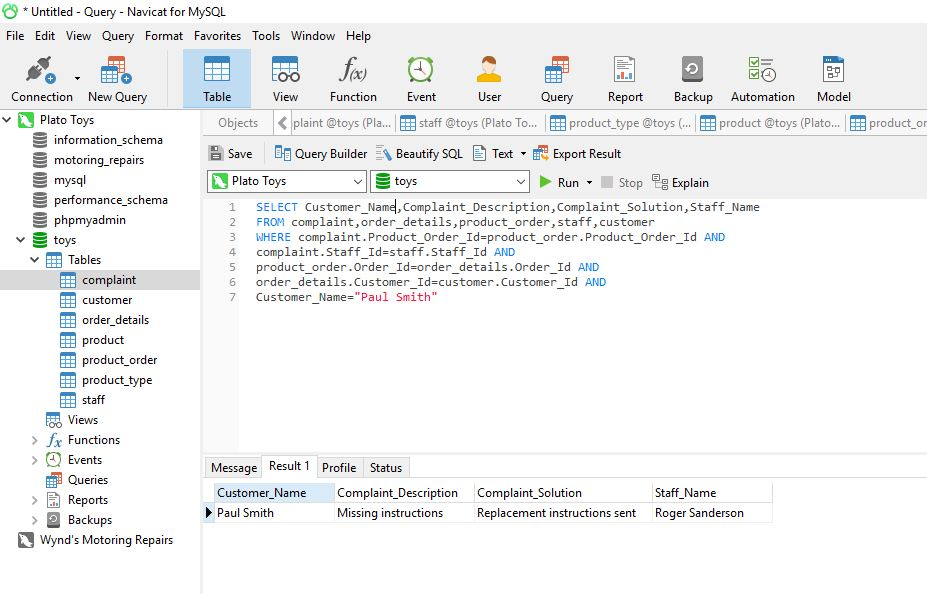 * Untitled - Query - Navicat for MySQL
File Edit View Query Format Favorites Tools Window Help
Connection New Query Table View Function Event User Query Report Backup Automation Model
Plato Toys
information_schema
motoring_repairs
mysql
performance_schema
phpmyadmin
toys
Tables
complaint
customer
order_details
product
product_order
product_type
staff
Views
Functions
Events
Queries
Reports
Backups
Wynd's Motoring Repairs
Objects plaint @toys (Pla... staff @toys (Plato To... product_type @toys (... product @toys (Plato... product_or
Save Query Builder Beautify SQL Text Export Result
Plato Toys toys Run Stop Explain
1 SELECT Customer_Name,Complaint_Description,Complaint_Solution,Staff_Name
2 FROM complaint,order_details,product_order,staff,customer
3 WHERE complaint.Product_Order_Id=product_order.Product_Order_Id AND
4 complaint.Staff_Id=staff.Staff_Id AND
5 product_order.Order_Id=order_details.Order_Id AND
6 order_details.Customer_Id=customer.Customer_Id AND
7 Customer_Name="Paul Smith"
Message Result 1 Profile Status
Customer_Name Complaint_Description Complaint_Solution Staff_Name
Paul Smith Missing instructions Replacement instructions sent Roger Sanderson